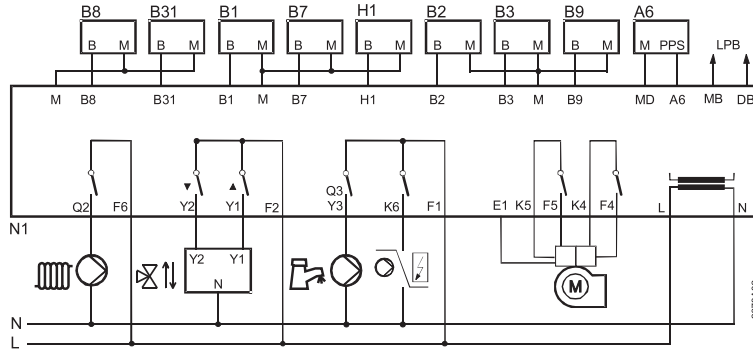 B8 B31 B1 B7 H1 B2 B3 B9 A6
B M B M B M B M B M B M B M B M M PPS LPB
M B8 B31 B1 M B7 H1 B2 B3 M B9 MD A6 MB DB
▼ ▲ Q3
Q2 F6 Y2 Y1 F2 Y3 K6 F1 E1 K5 F5 K4 F4 L N
N1
Y2 Y1
N
M
N
L